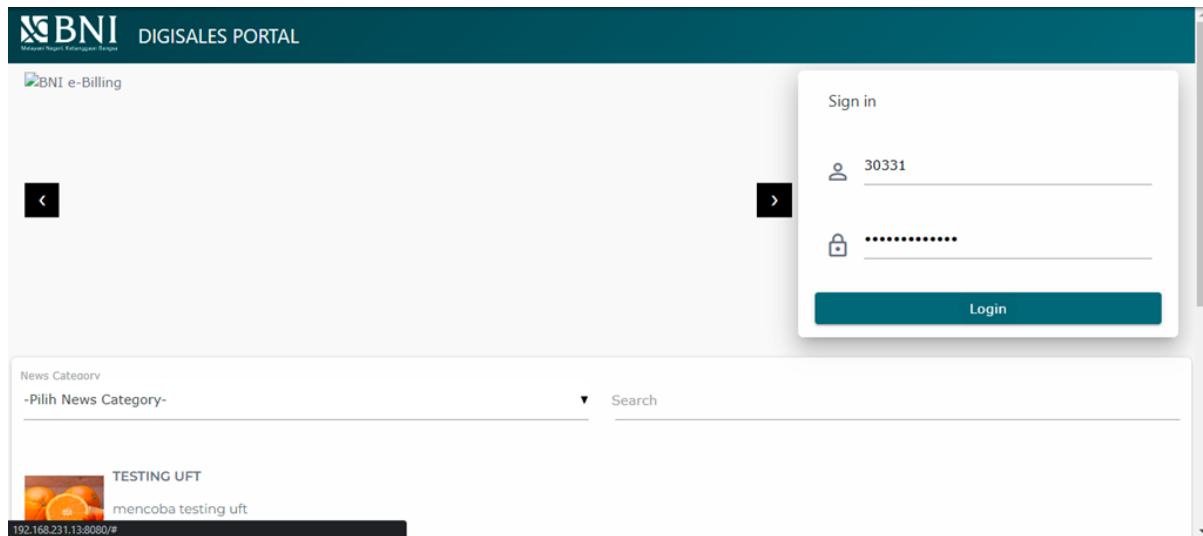 BNI
Melayani Negeri, Kebanggaan Bangsa
DIGISALES PORTAL
BNI e-Billing
Sign in
30331
•••••••••••••
Login
‹
›
News Category
-Pilih News Category- ▼
Search
TESTING UFT
mencoba testing uft
192.168.231.13:8080/#